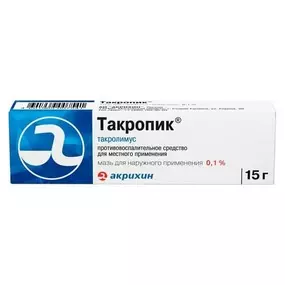 Такропик®
такролимус
противовоспалительное средство
для местного применения
мазь для наружного применения 0,1%
акрихин
15 г